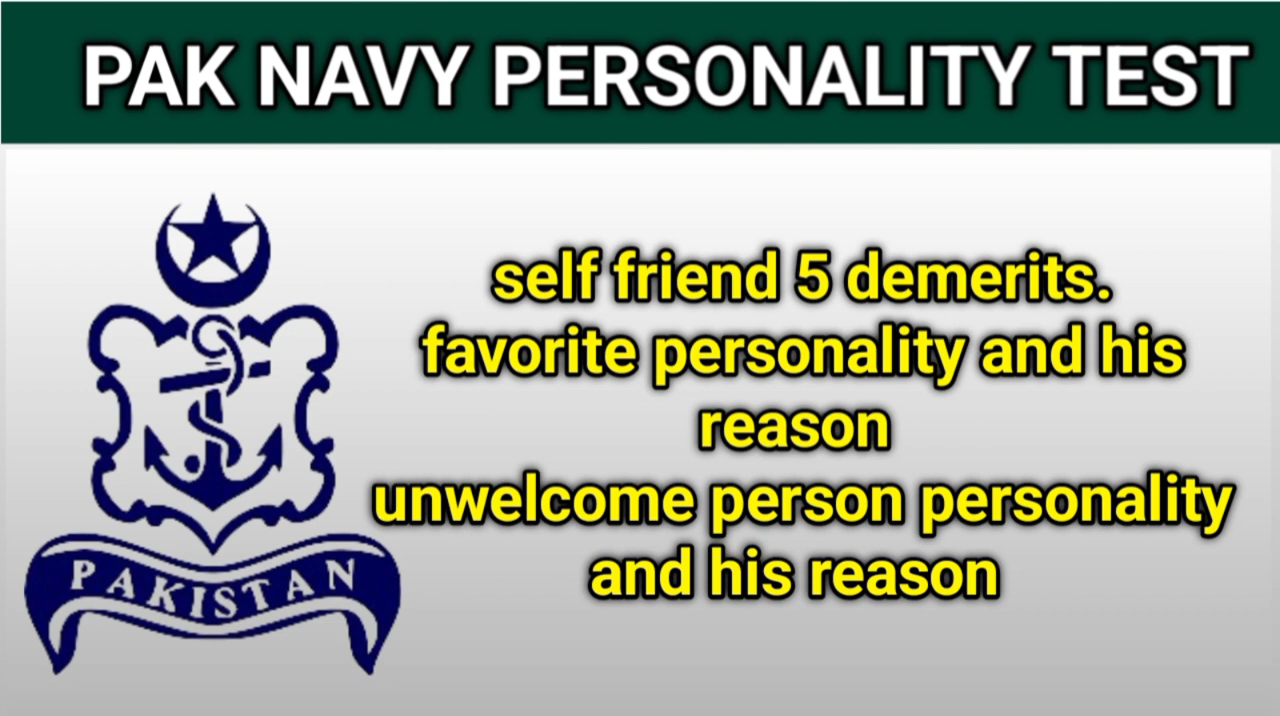 PAK NAVY PERSONALITY TEST
self friend 5 demerits.
favorite personality and his
reason
unwelcome person personality
and his reason
PAKISTAN